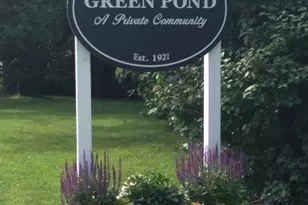 GREEN POND
A Private Community
Est. 1921